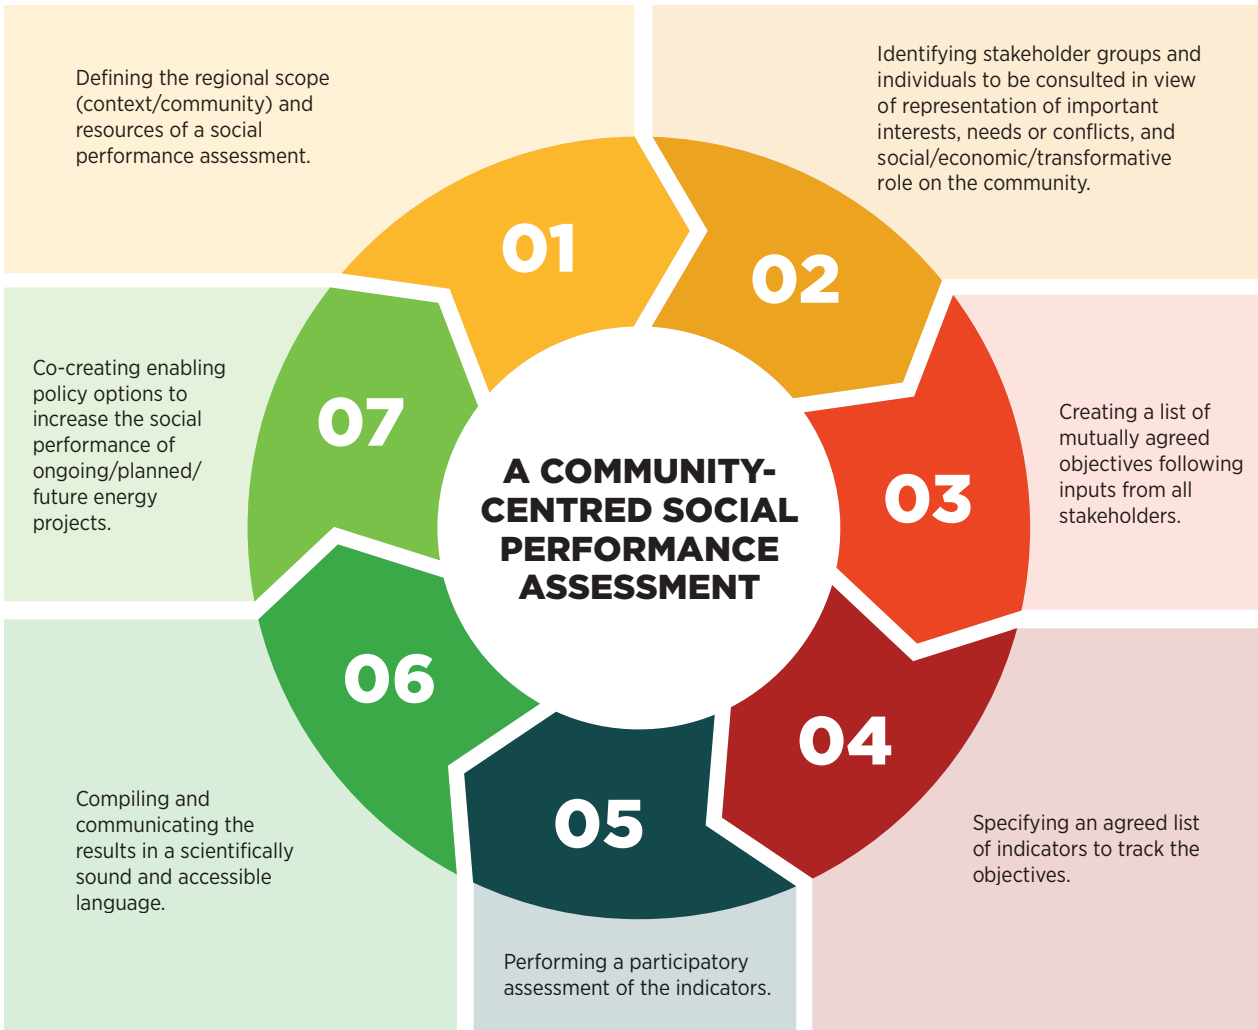 Defining the regional scope
(context/community) and
resources of a social
performance assessment.
01
Identifying stakeholder groups and
individuals to be consulted in view
of representation of important
interests, needs or conflicts, and
social/economic/transformative
role on the community.
02
Creating a list of
mutually agreed
objectives following
inputs from all
stakeholders.
03
Specifying an agreed list
of indicators to track the
objectives.
04
Performing a participatory
assessment of the indicators.
05
Compiling and
communicating the
results in a scientifically
sound and accessible
language.
06
Co-creating enabling
policy options to
increase the social
performance of
ongoing/planned/
future energy
projects.
07
A COMMUNITY-
CENTRED SOCIAL
PERFORMANCE
ASSESSMENT